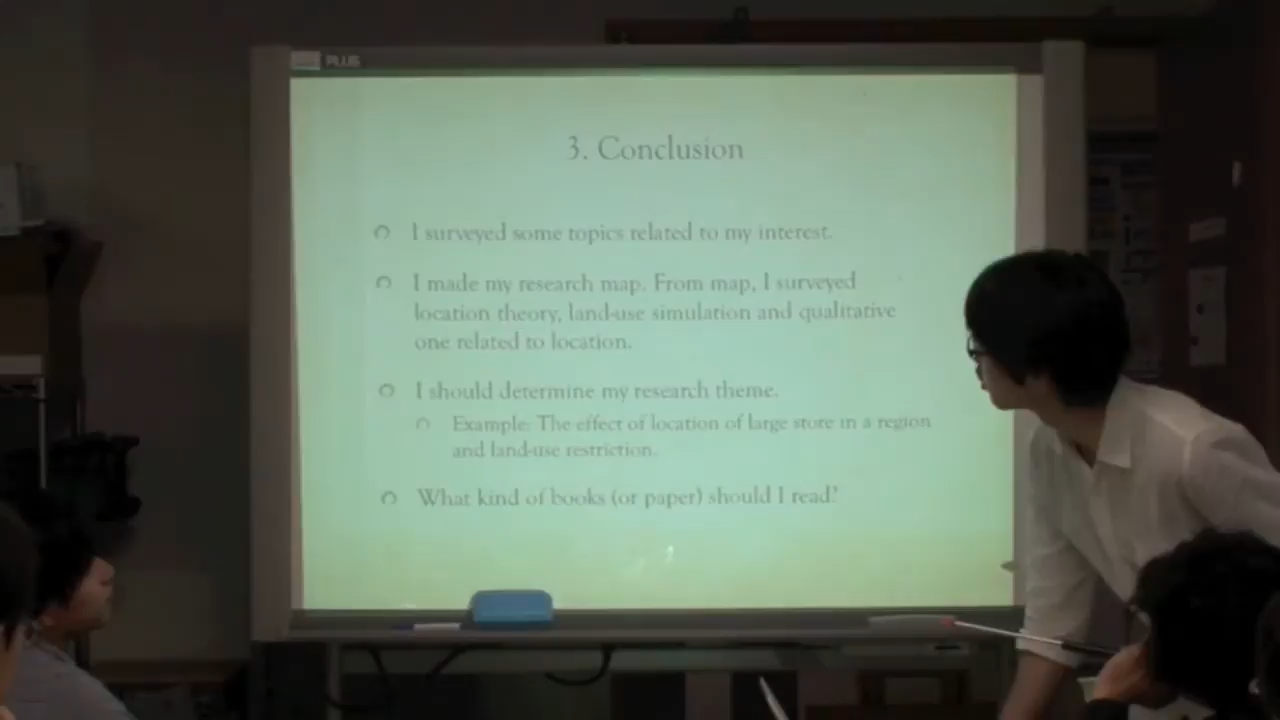 PLUS
3. Conclusion
I surveyed some topics related to my interest.
I made my research map. From map, I surveyed
location theory, land-use simulation and qualitative
one related to location.
I should determine my research theme.
Example: The effect of location of large store in a region
and land-use restriction.
What kind of books (or paper) should I read?